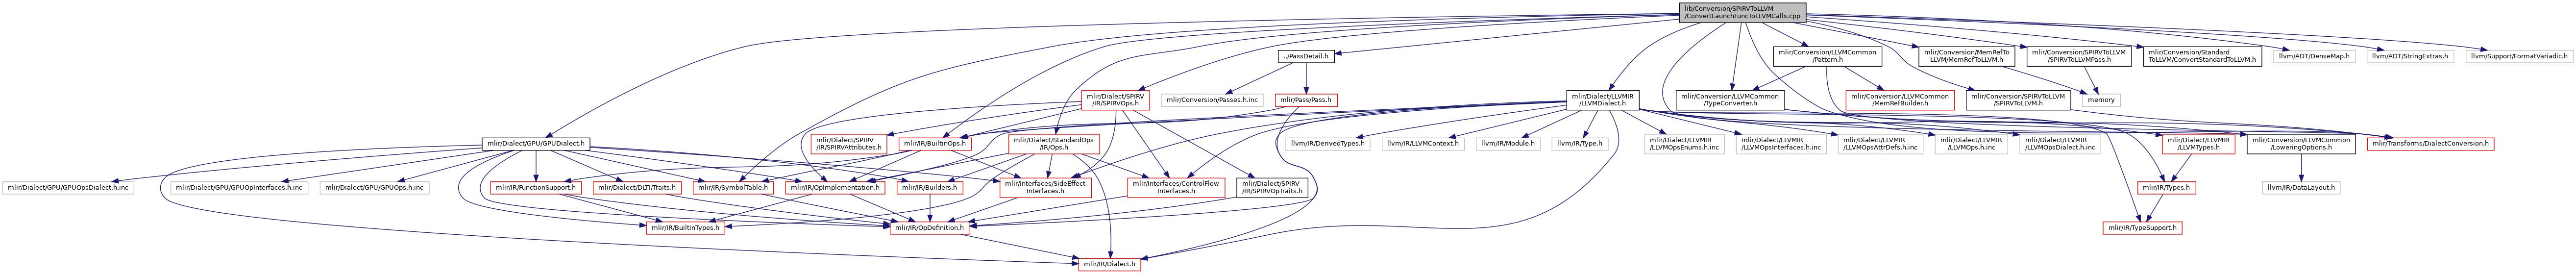 lib/Conversion/SPIRVToLLVM
/ConvertLaunchFuncToLLVMCalls.cpp
../PassDetail.h
mlir/Conversion/LLVMCommon
/Pattern.h
mlir/Conversion/MemRefTo
LLVM/MemRefToLLVM.h
mlir/Conversion/SPIRVToLLVM
/SPIRVToLLVMPass.h
mlir/Conversion/Standard
ToLLVM/ConvertStandardToLLVM.h
llvm/ADT/DenseMap.h
llvm/ADT/StringExtras.h
llvm/Support/FormatVariadic.h
mlir/Dialect/SPIRV
/IR/SPIRVOps.h
mlir/Conversion/Passes.h.inc
mlir/Pass/Pass.h
mlir/Dialect/LLVMIR
/LLVMDialect.h
mlir/Conversion/LLVMCommon
/TypeConverter.h
mlir/Conversion/LLVMCommon
/MemRefBuilder.h
mlir/Conversion/SPIRVToLLVM
/SPIRVToLLVM.h
memory
mlir/Dialect/GPU/GPUDialect.h
mlir/Dialect/SPIRV
/IR/SPIRVAttributes.h
mlir/IR/BuiltinOps.h
mlir/Dialect/StandardOps
/IR/Ops.h
llvm/IR/DerivedTypes.h
llvm/IR/LLVMContext.h
llvm/IR/Module.h
llvm/IR/Type.h
mlir/Dialect/LLVMIR
/LLVMOpsEnums.h.inc
mlir/Dialect/LLVMIR
/LLVMOpsInterfaces.h.inc
mlir/Dialect/LLVMIR
/LLVMOpsAttrDefs.h.inc
mlir/Dialect/LLVMIR
/LLVMOps.h.inc
mlir/Dialect/LLVMIR
/LLVMOpsDialect.h.inc
mlir/Dialect/LLVMIR
/LLVMTypes.h
mlir/Conversion/LLVMCommon
/LoweringOptions.h
mlir/Transforms/DialectConversion.h
mlir/Dialect/GPU/GPUOpsDialect.h.inc
mlir/Dialect/GPU/GPUOpInterfaces.h.inc
mlir/Dialect/GPU/GPUOps.h.inc
mlir/IR/FunctionSupport.h
mlir/Dialect/DLTI/Traits.h
mlir/IR/SymbolTable.h
mlir/IR/OpImplementation.h
mlir/IR/Builders.h
mlir/Interfaces/SideEffect
Interfaces.h
mlir/Interfaces/ControlFlow
Interfaces.h
mlir/Dialect/SPIRV
/IR/SPIRVOpTraits.h
mlir/IR/Types.h
llvm/IR/DataLayout.h
mlir/IR/BuiltinTypes.h
mlir/IR/OpDefinition.h
mlir/IR/TypeSupport.h
mlir/IR/Dialect.h